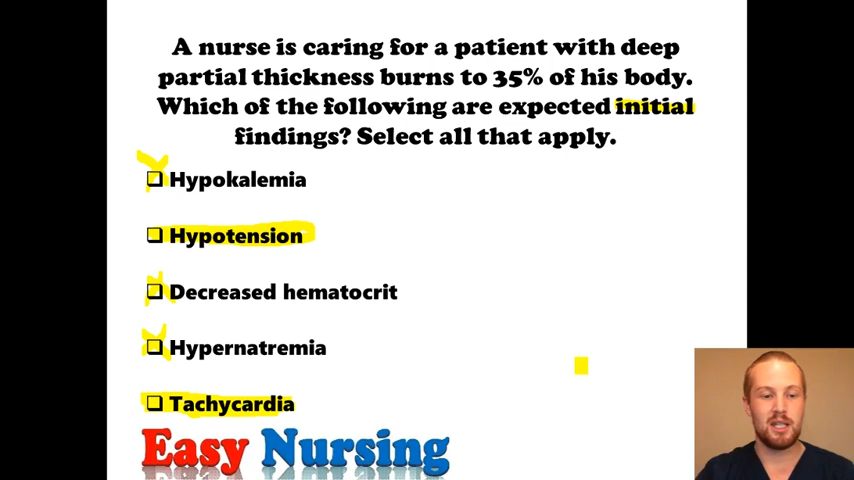 A nurse is caring for a patient with deep
partial thickness burns to 35% of his body.
Which of the following are expected initial
findings? Select all that apply.
Hypokalemia
Hypotension
Decreased hematocrit
Hypernatremia
Tachycardia
Easy Nursing